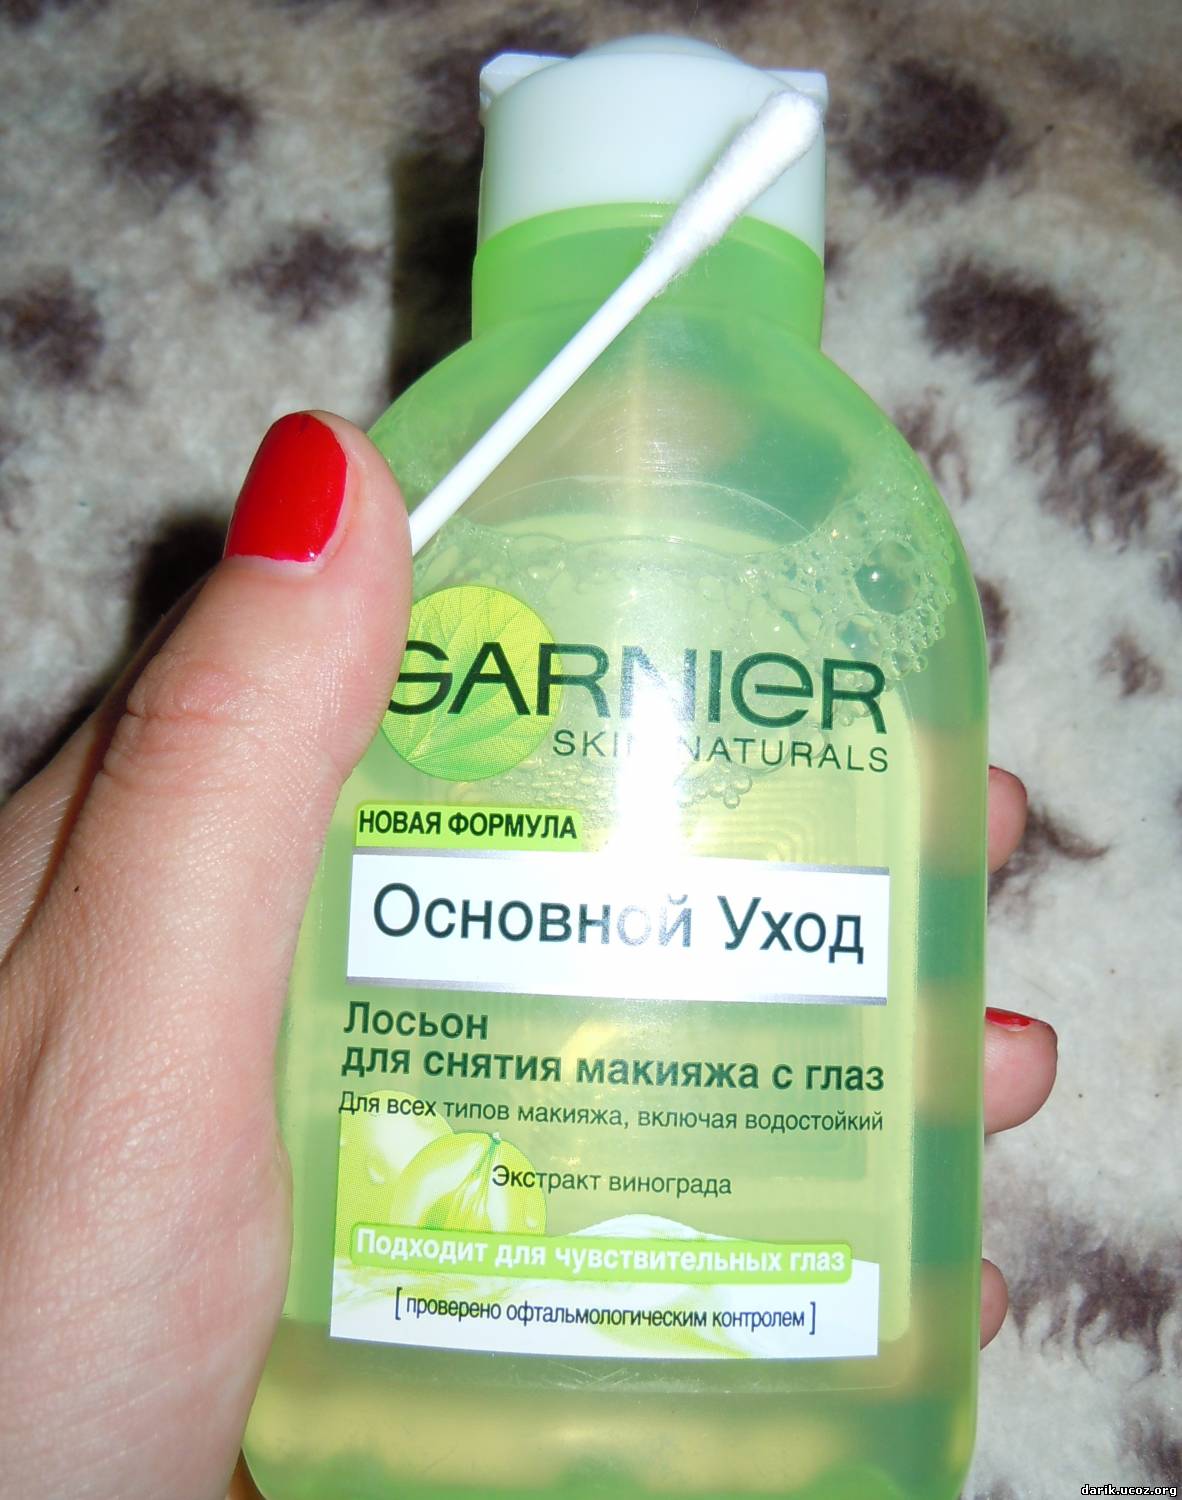 GARNIER
SKIN NATURALS
НОВАЯ ФОРМУЛА
Основной Уход
Лосьон
для снятия макияжа с глаз
Для всех типов макияжа, включая водостойкий
Экстракт винограда
Подходит для чувствительных глаз
[ проверено офтальмологическим контролем ]
darik.ucoz.org